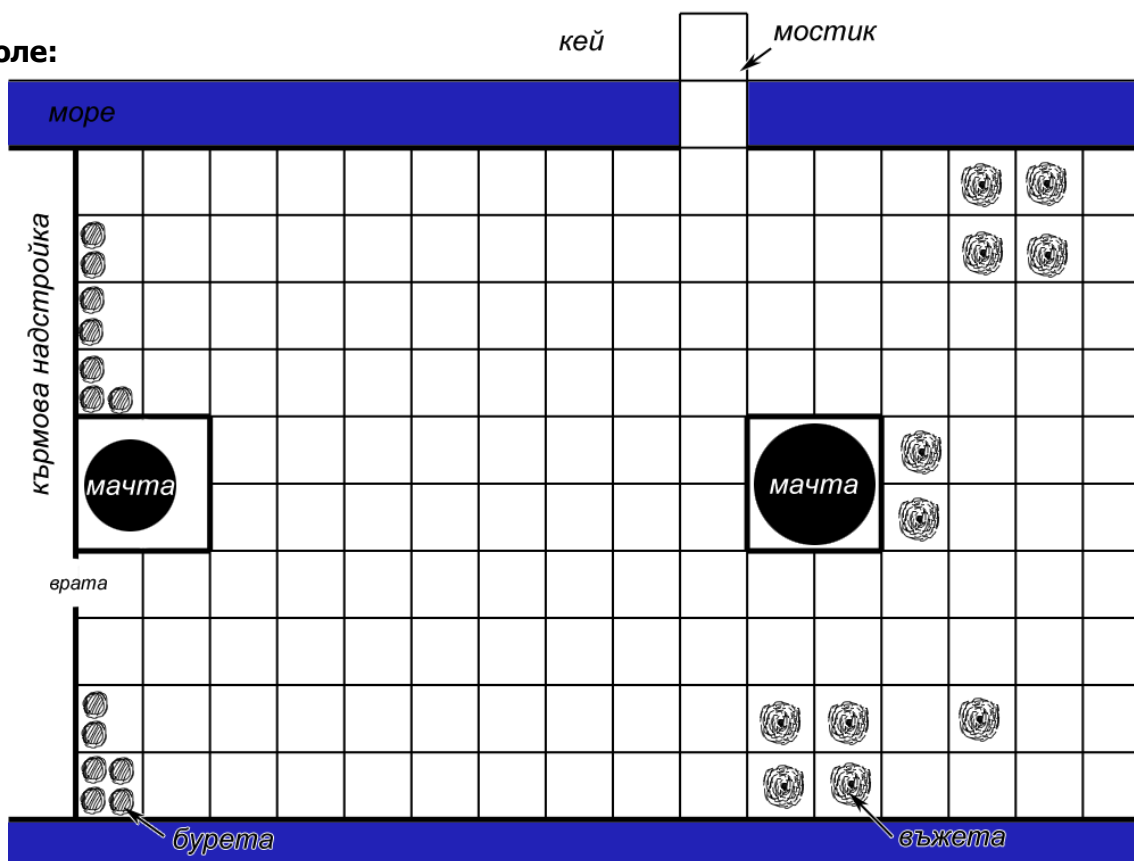 кей
мостик
оле:
море
кърмова надстройка
мачта
мачта
врата
бурета
въжета